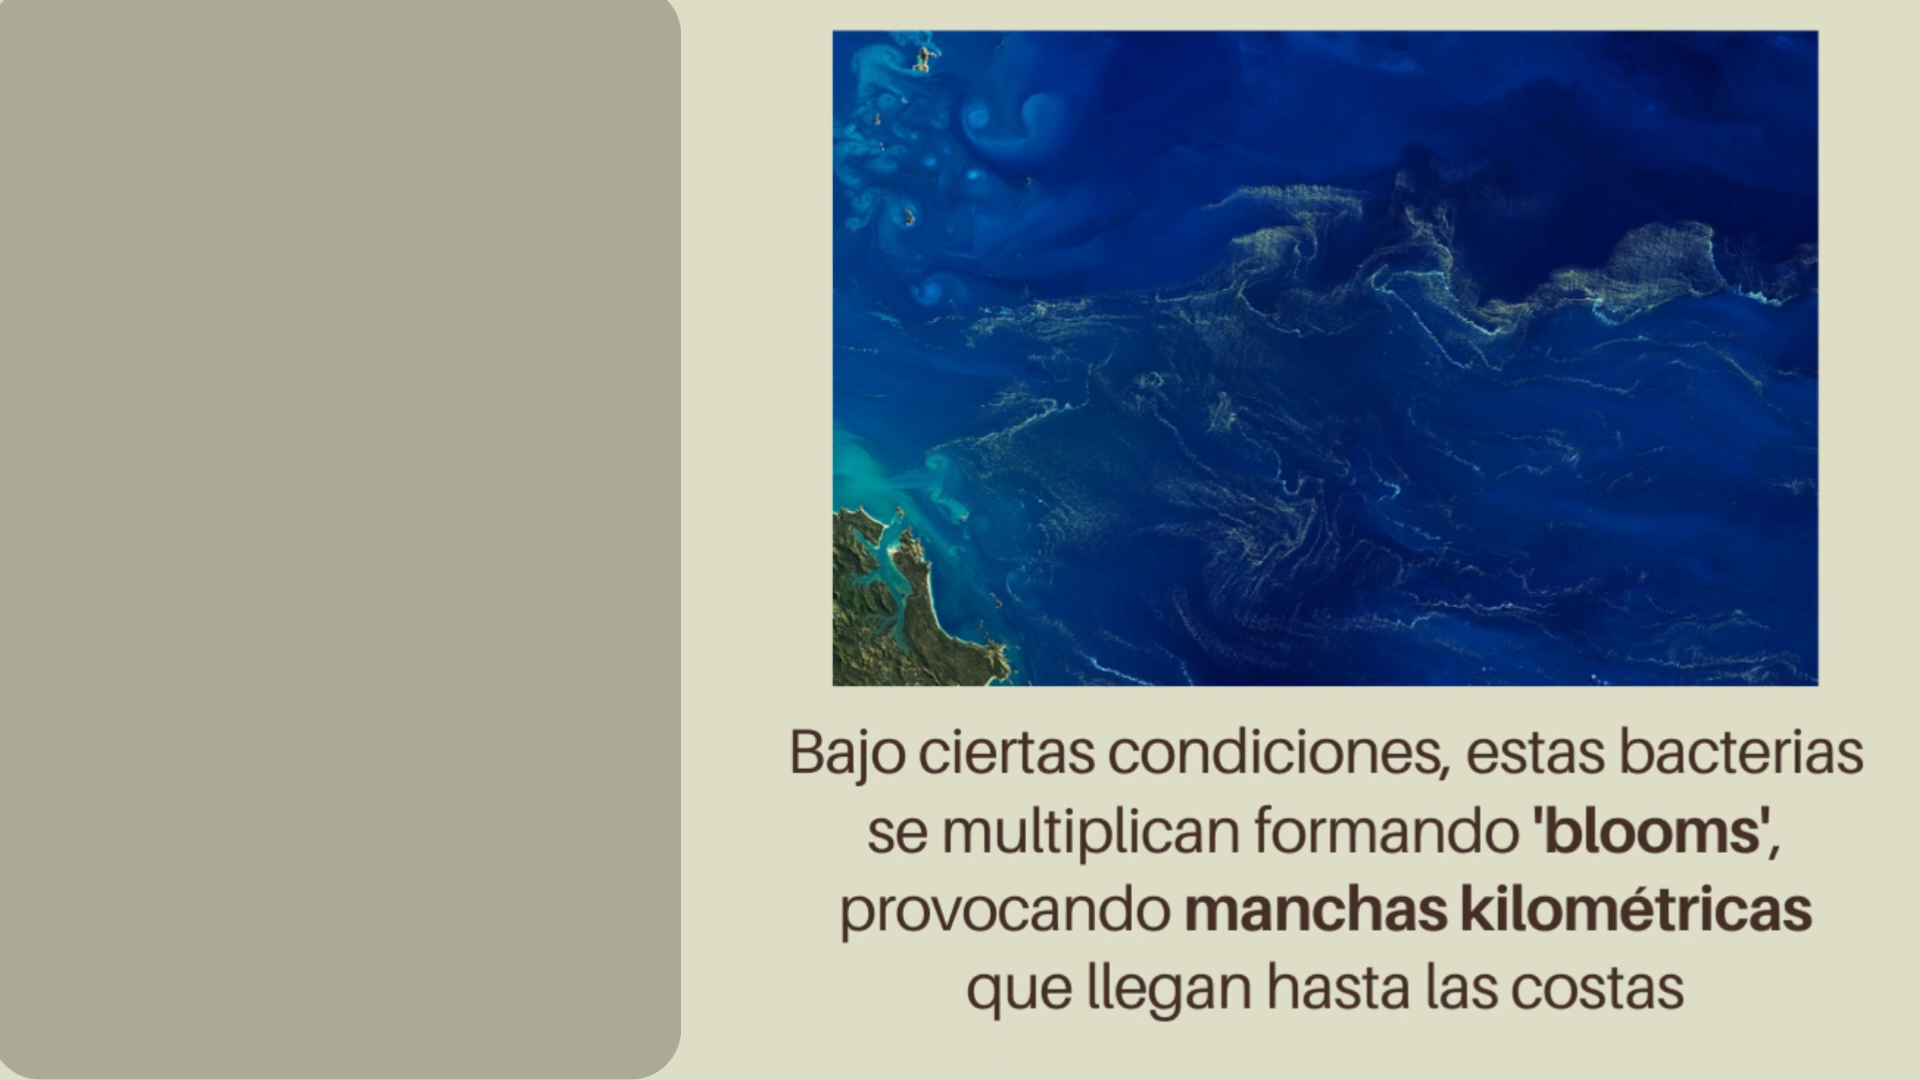 Bajo ciertas condiciones, estas bacterias
se multiplican formando 'blooms',
provocando manchas kilométricas
que llegan hasta las costas